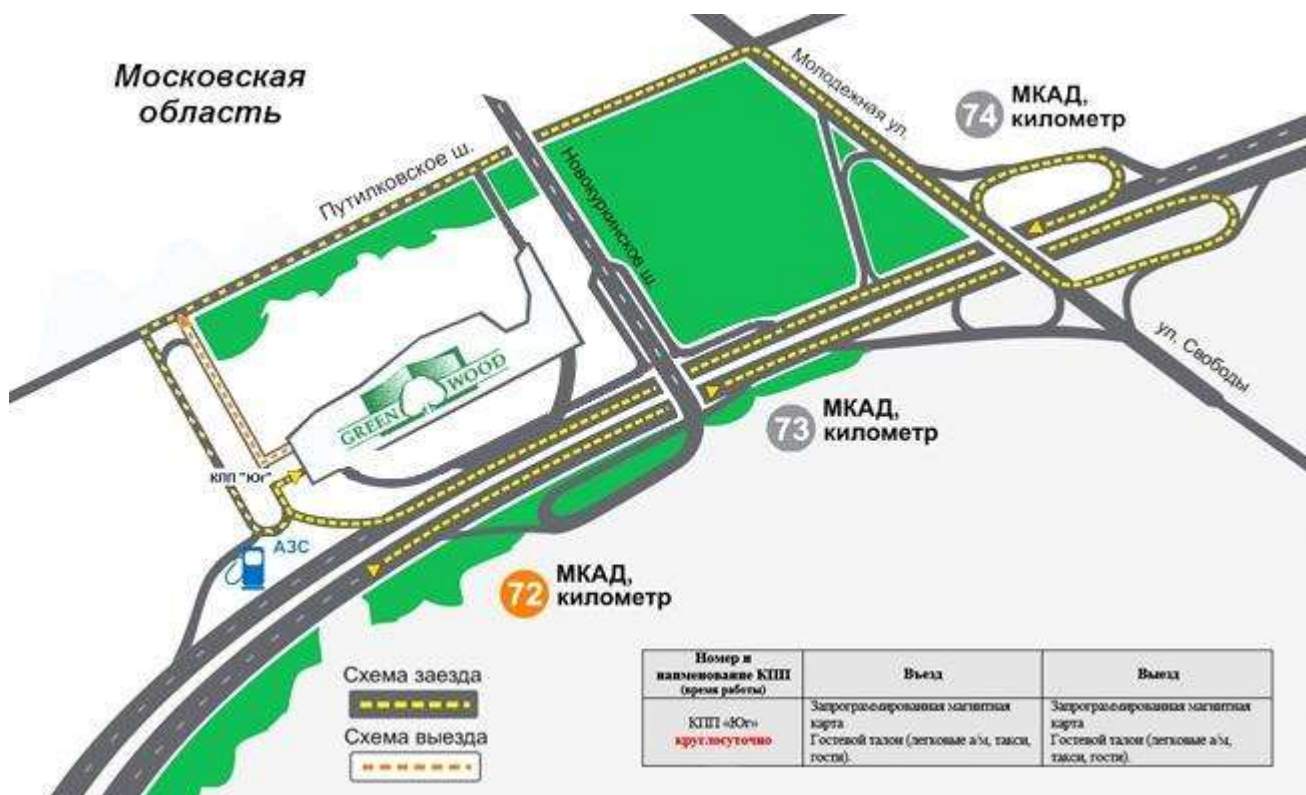 Московская
область
Путилковское ш.
Новокуркинское ш.
Молодежная ул.
74
МКАД,
километр
ул. Свободы
GREEN WOOD
73
МКАД,
километр
КПП "Юг"
АЗС
72
МКАД,
километр
Схема заезда
Схема выезда
Номер и
наименование КПП
(время работы)
Въезд
Выезд
КПП «Юг»
круглосуточно
Запрограммированная магнитная
карта
Гостевой талон (легковые а/м, такси,
гости).
Запрограммированная магнитная
карта
Гостевой талон (легковые а/м,
такси, гости).